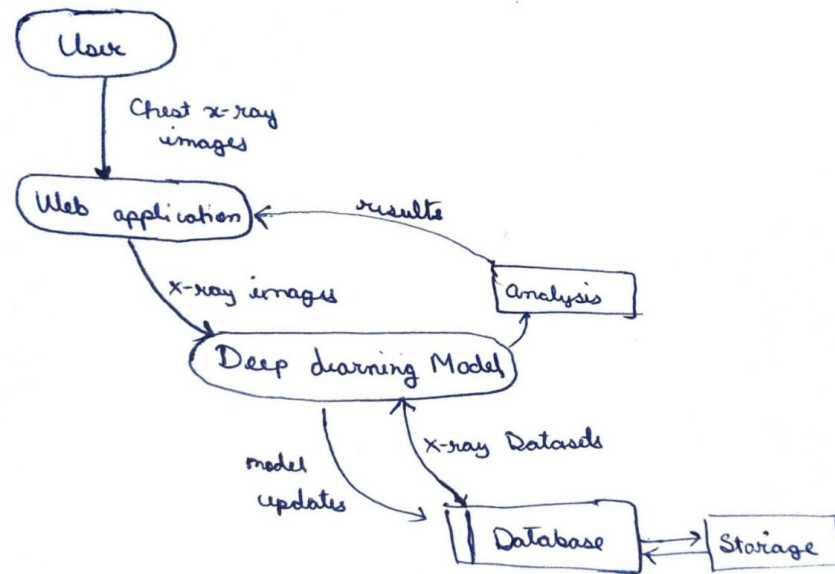 User
Chest x-ray
images
Web application
results
x-ray images
Analysis
Deep Learning Model
x-ray Datasets
model
updates
Database
Storage